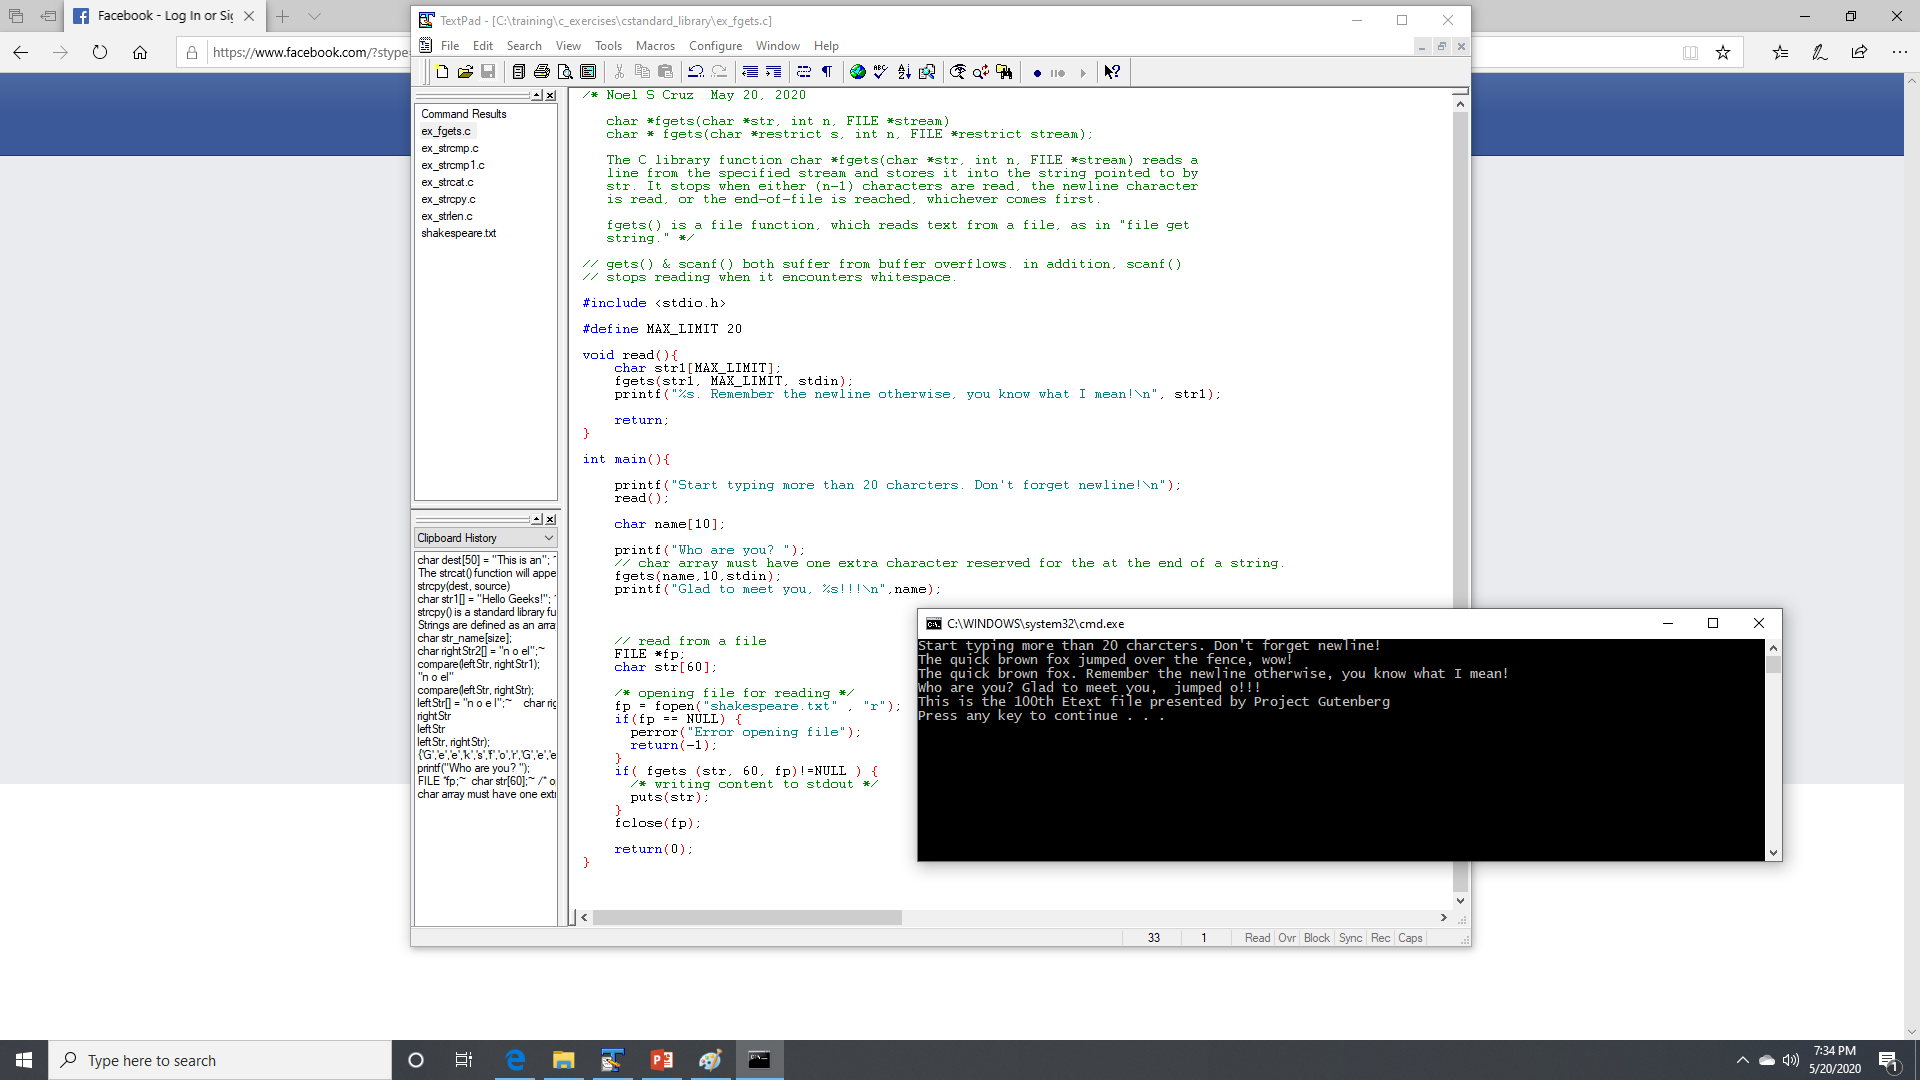 Facebook - Log In or Sig
https://www.facebook.com/?stype=
TextPad - [C:\training\c_exercises\cstandard_library\ex_fgets.c]
File Edit Search View Tools Macros Configure Window Help
Command Results
ex_fgets.c
ex_strcmp.c
ex_strcmp1.c
ex_strcat.c
ex_strcpy.c
ex_strlen.c
shakespeare.txt
Clipboard History
char dest[50] = "This is an";
The strcat() function will appe
strcpy(dest, source)
char str1[] = "Hello Geeks!";
strcpy() is a standard library fu
Strings are defined as an arra
char str_name[size];
char rightStr2[] = "n o el";~
compare(leftStr, rightStr1);
"n o el"
compare(leftStr, rightStr);
leftStr[] = "n o e l";~ char rig
rightStr
leftStr
leftStr, rightStr);
{'G','e','e','k','s','f','o','r','G','e','e
printf("Who are you? ");
FILE *fp;~ char str[60];~ /* o
char array must have one extr
/* Noel S Cruz May 20, 2020
char *fgets(char *str, int n, FILE *stream)
char * fgets(char *restrict s, int n, FILE *restrict stream);
The C library function char *fgets(char *str, int n, FILE *stream) reads a
line from the specified stream and stores it into the string pointed to by
str. It stops when either (n-1) characters are read, the newline character
is read, or the end-of-file is reached, whichever comes first.
fgets() is a file function, which reads text from a file, as in "file get
string." */
// gets() & scanf() both suffer from buffer overflows. in addition, scanf()
// stops reading when it encounters whitespace.
#include <stdio.h>
#define MAX_LIMIT 20
void read(){
char str1[MAX_LIMIT];
fgets(str1, MAX_LIMIT, stdin);
printf("%s. Remember the newline otherwise, you know what I mean!\n", str1);
return;
}
int main(){
printf("Start typing more than 20 charcters. Don't forget newline!\n");
read();
char name[10];
printf("Who are you? ");
// char array must have one extra character reserved for the at the end of a string.
fgets(name,10,stdin);
printf("Glad to meet you, %s!!!\n",name);
// read from a file
FILE *fp;
char str[60];
/* opening file for reading */
fp = fopen("shakespeare.txt" , "r");
if(fp == NULL) {
perror("Error opening file");
return(-1);
}
if( fgets (str, 60, fp)!=NULL ) {
/* writing content to stdout */
puts(str);
}
fclose(fp);
return(0);
}
C:\WINDOWS\system32\cmd.exe
Start typing more than 20 charcters. Don't forget newline!
The quick brown fox jumped over the fence, wow!
The quick brown fox. Remember the newline otherwise, you know what I mean!
Who are you? Glad to meet you,  jumped o!!!
This is the 100th Etext file presented by Project Gutenberg
Press any key to continue . . .
33 1 Read Ovr Block Sync Rec Caps
Type here to search
7:34 PM
5/20/2020
1